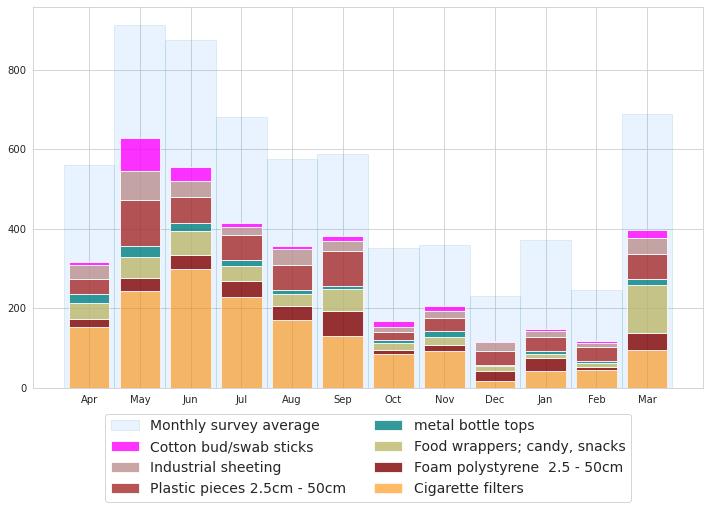 800
600
400
200
0
Apr May Jun Jul Aug Sep Oct Nov Dec Jan Feb Mar
Monthly survey average
Cotton bud/swab sticks
Industrial sheeting
Plastic pieces 2.5cm - 50cm
metal bottle tops
Food wrappers; candy, snacks
Foam polystyrene  2.5 - 50cm
Cigarette filters